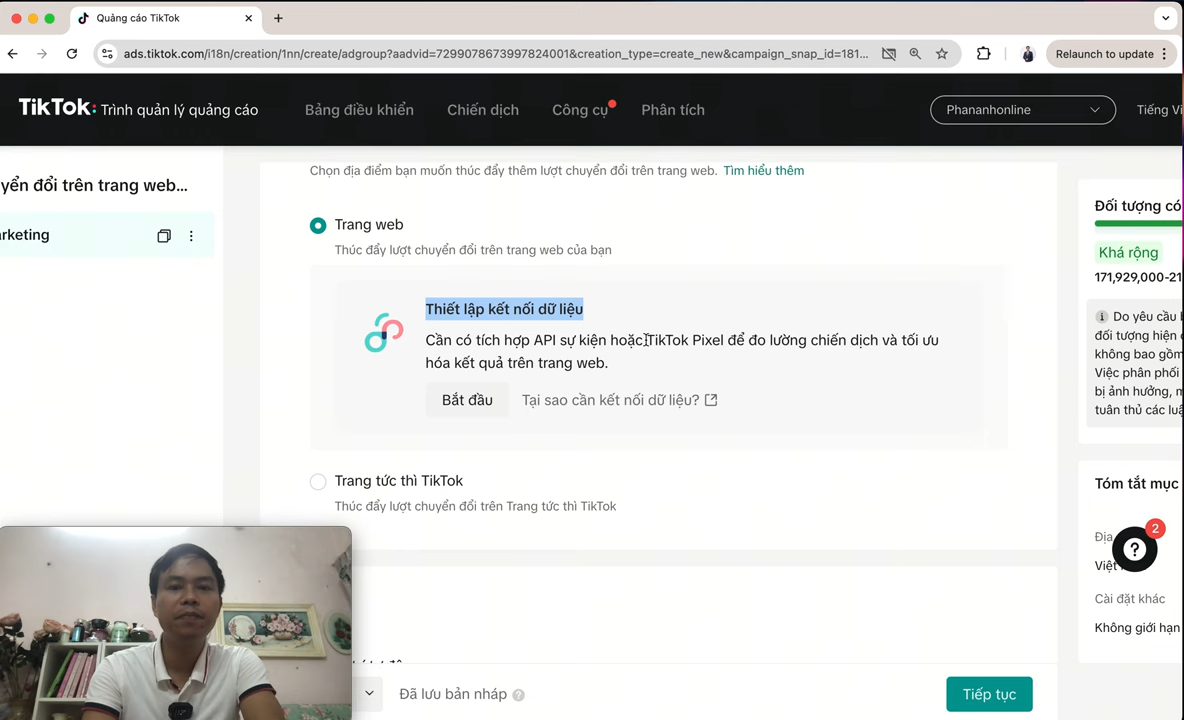 Quảng cáo TikTok
ads.tiktok.com/i18n/creation/1nn/create/adgroup?aadvid=7299078673997824001&creation_type=create_new&campaign_snap_id=181...
Relaunch to update
TikTok: Trình quản lý quảng cáo
Bảng điều khiển
Chiến dịch
Công cụ
Phân tích
Phananhonline
Tiếng Vi
yển đổi trên trang web...
rketing
Chọn địa điểm bạn muốn thúc đẩy thêm lượt chuyển đổi trên trang web. Tìm hiểu thêm
Trang web
Thúc đẩy lượt chuyển đổi trên trang web của bạn
Thiết lập kết nối dữ liệu
Cần có tích hợp API sự kiện hoặc TikTok Pixel để đo lường chiến dịch và tối ưu
hóa kết quả trên trang web.
Bắt đầu
Tại sao cần kết nối dữ liệu?
Trang tức thì TikTok
Thúc đẩy lượt chuyển đổi trên Trang tức thì TikTok
Đã lưu bản nháp
Tiếp tục
Đối tượng có
Khá rộng
171,929,000-21
Do yêu cầu
đối tượng hiện
không bao gồm
Việc phân phối
bị ảnh hưởng,
tuân thủ các luậ
Tóm tắt mục
2
Địa
Việt
Cài đặt khác
Không giới hạn